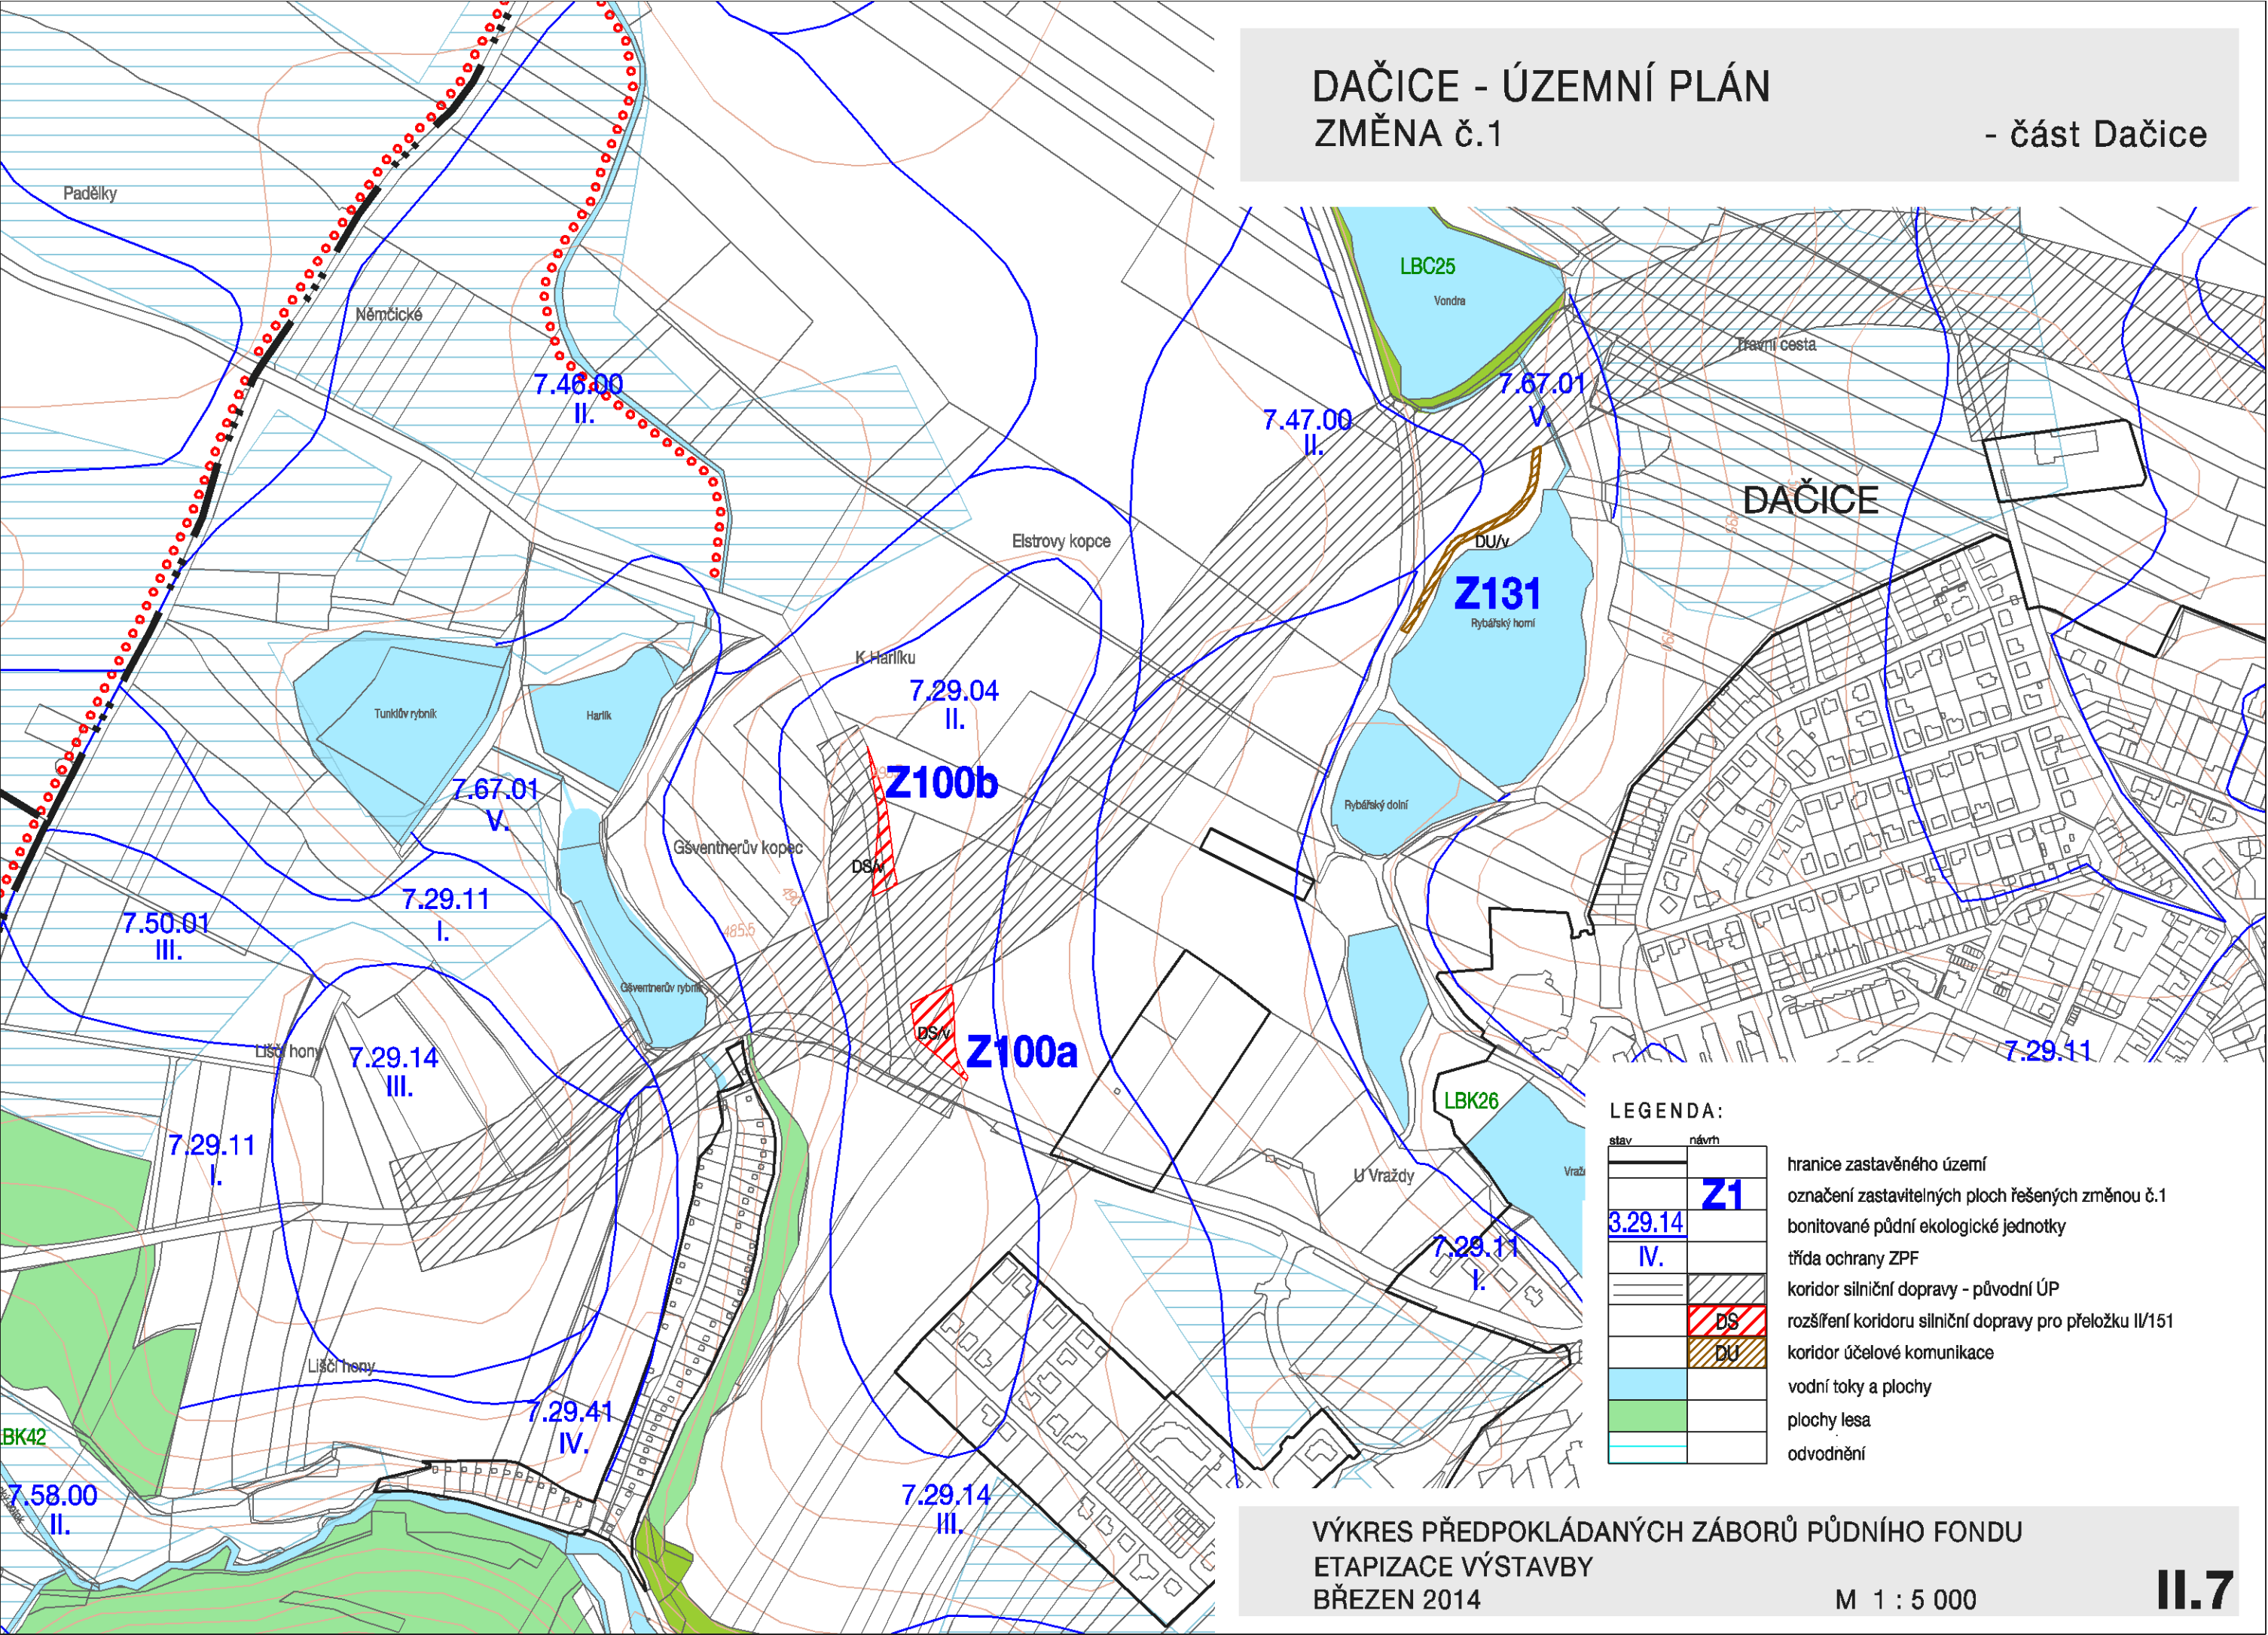 DAČICE - ÚZEMNÍ PLÁN
ZMĚNA č.1
- část Dačice
Padělky
Němčické
7.46.00
II.
LBC25
Vondra
Travní cesta
7.67.01
V.
7.47.00
II.
DAČICE
Elstrovy kopce
DU/v
Z131
Rybářský horní
K Harlíku
7.29.04
II.
Tunklův rybník
Harlík
7.67.01
V.
Z100b
Rybářský dolní
Gšventnerův kopec
DS/v
490
485.5
7.29.11
I.
7.50.01
III.
Gšventnerův rybník
DS/v
Z100a
Liščí hony
7.29.14
III.
7.29.11
LBK26
7.29.11
I.
U Vraždy
7.29.11
I.
Liščí hony
7.29.41
IV.
BK42
7.58.00
II.
7.29.14
III.
LEGENDA:
stav návrh
hranice zastavěného území
Z1 označení zastavitelných ploch řešených změnou č.1
3.29.14 bonitované půdní ekologické jednotky
IV. třída ochrany ZPF
koridor silniční dopravy - původní ÚP
DS rozšíření koridoru silniční dopravy pro přeložku II/151
DU koridor účelové komunikace
vodní toky a plochy
plochy lesa
odvodnění
VÝKRES PŘEDPOKLÁDANÝCH ZÁBORŮ PŮDNÍHO FONDU
ETAPIZACE VÝSTAVBY
BŘEZEN 2014
M 1 : 5 000
II.7